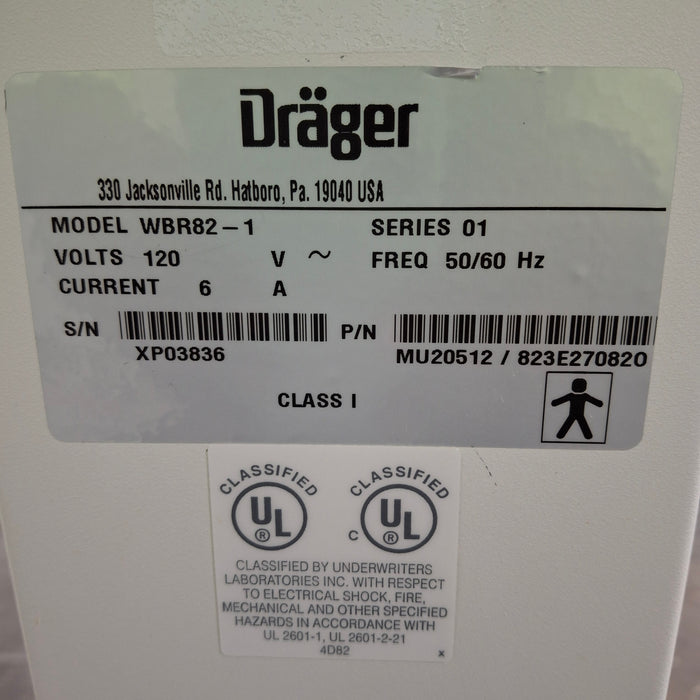 Dräger
330 Jacksonville Rd. Hatboro, Pa. 19040 USA
MODEL WBR82-1 SERIES 01
VOLTS 120 V ~ FREQ 50/60 Hz
CURRENT 6 A
S/N P/N
XP03836 MU20512 / 823E270820
CLASS I
CLASSIFIED CLASSIFIED
UL ® C UL ®
CLASSIFIED BY UNDERWRITERS
LABORATORIES INC. WITH RESPECT
TO ELECTRICAL SHOCK, FIRE,
MECHANICAL AND OTHER SPECIFIED
HAZARDS IN ACCORDANCE WITH
UL 2601-1, UL 2601-2-21
4D82 x